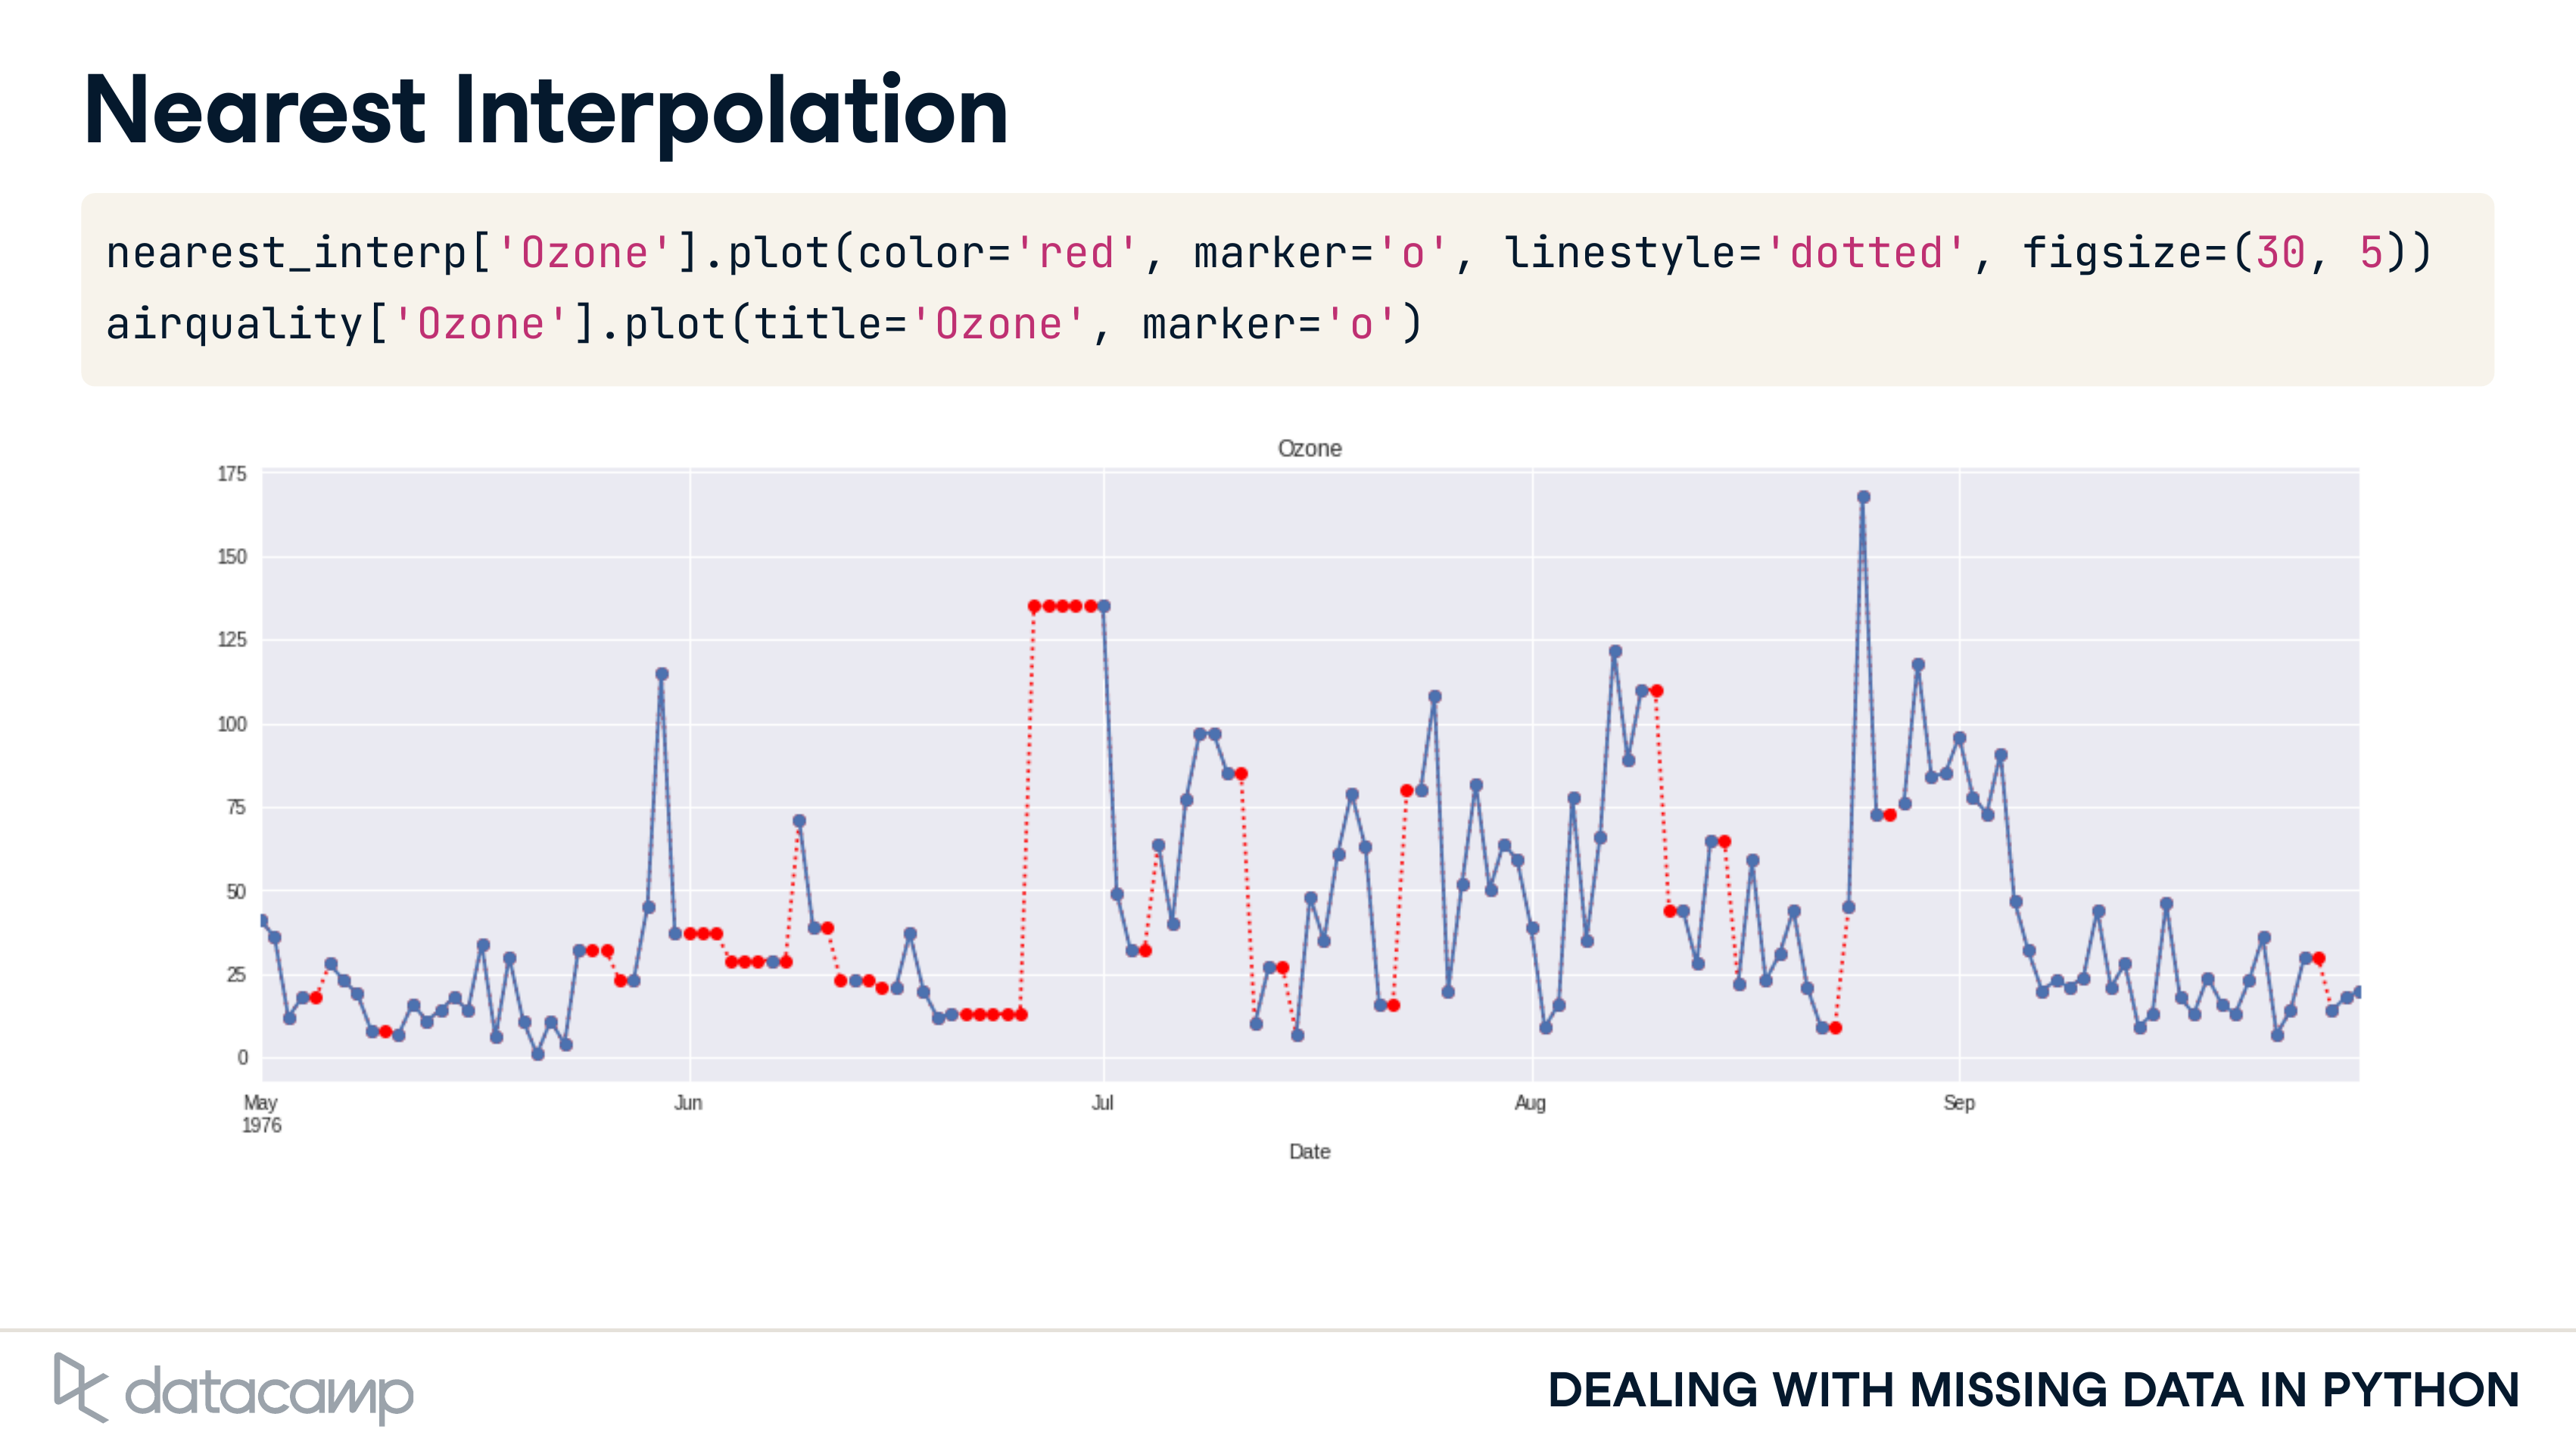 Nearest Interpolation
nearest_interp['Ozone'].plot(color='red', marker='o', linestyle='dotted', figsize=(30, 5))
airquality['Ozone'].plot(title='Ozone', marker='o')
Ozone
175
150
125
100
75
50
25
0
May Jun Jul Aug Sep
1976
Date
datacamp
DEALING WITH MISSING DATA IN PYTHON